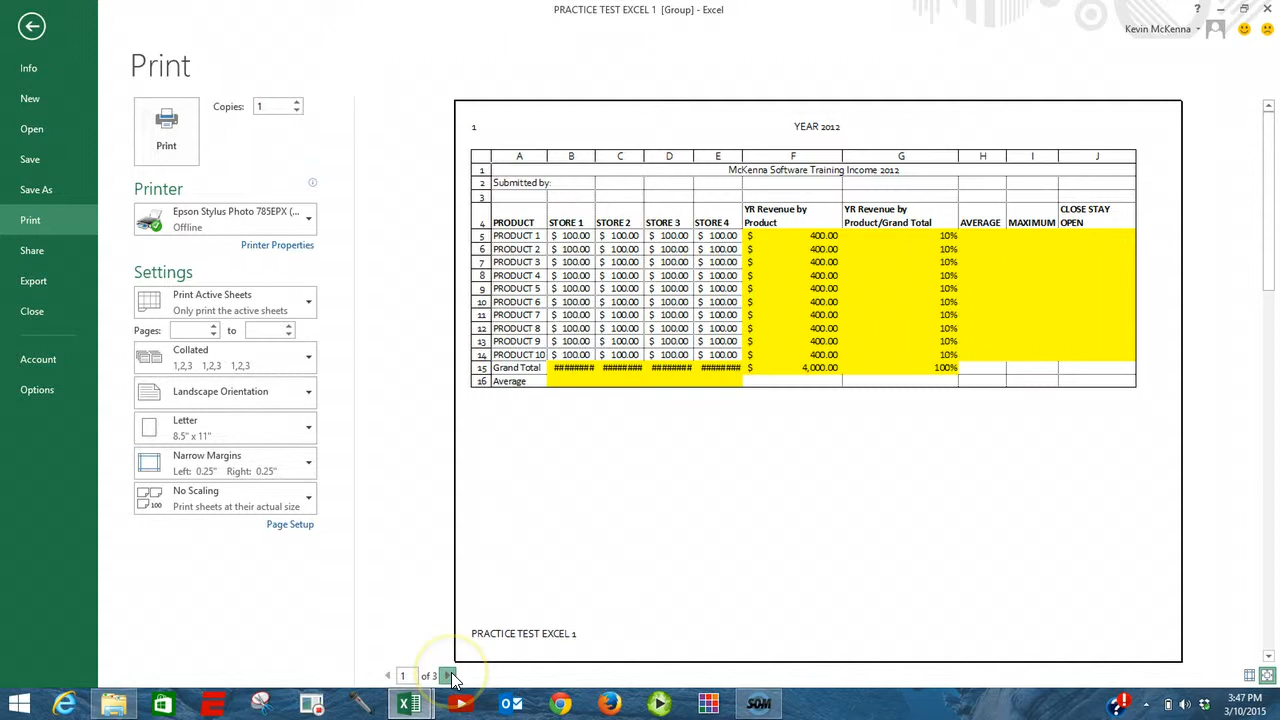 PRACTICE TEST EXCEL 1 [Group] - Excel
?
Kevin McKenna
Info
New
Open
Save
Save As
Print
Share
Export
Close
Account
Options
Print
Print
Copies: 1
Printer
Epson Stylus Photo 785EPX (...
Offline
Printer Properties
Settings
Print Active Sheets
Only print the active sheets
Pages: to
Collated
1,2,3 1,2,3 1,2,3
Landscape Orientation
Letter
8.5" x 11"
Narrow Margins
Left: 0.25" Right: 0.25"
No Scaling
100 Print sheets at their actual size
Page Setup
1 YEAR 2012
A B C D E F G H I J
1 McKenna Software Training Income 2012
2 Submitted by:
3
YR Revenue by YR Revenue by CLOSE STAY
4 PRODUCT STORE 1 STORE 2 STORE 3 STORE 4 Product Product/Grand Total AVERAGE MAXIMUM OPEN
5 PRODUCT 1 $ 100.00 $ 100.00 $ 100.00 $ 100.00 $ 400.00 10%
6 PRODUCT 2 $ 100.00 $ 100.00 $ 100.00 $ 100.00 $ 400.00 10%
7 PRODUCT 3 $ 100.00 $ 100.00 $ 100.00 $ 100.00 $ 400.00 10%
8 PRODUCT 4 $ 100.00 $ 100.00 $ 100.00 $ 100.00 $ 400.00 10%
9 PRODUCT 5 $ 100.00 $ 100.00 $ 100.00 $ 100.00 $ 400.00 10%
10 PRODUCT 6 $ 100.00 $ 100.00 $ 100.00 $ 100.00 $ 400.00 10%
11 PRODUCT 7 $ 100.00 $ 100.00 $ 100.00 $ 100.00 $ 400.00 10%
12 PRODUCT 8 $ 100.00 $ 100.00 $ 100.00 $ 100.00 $ 400.00 10%
13 PRODUCT 9 $ 100.00 $ 100.00 $ 100.00 $ 100.00 $ 400.00 10%
14 PRODUCT 10 $ 100.00 $ 100.00 $ 100.00 $ 100.00 $ 400.00 10%
15 Grand Total ######## ######## ######## ######## $ 4,000.00 100%
16 Average
PRACTICE TEST EXCEL 1
1 of 3
SOM
3:47 PM
3/10/2015